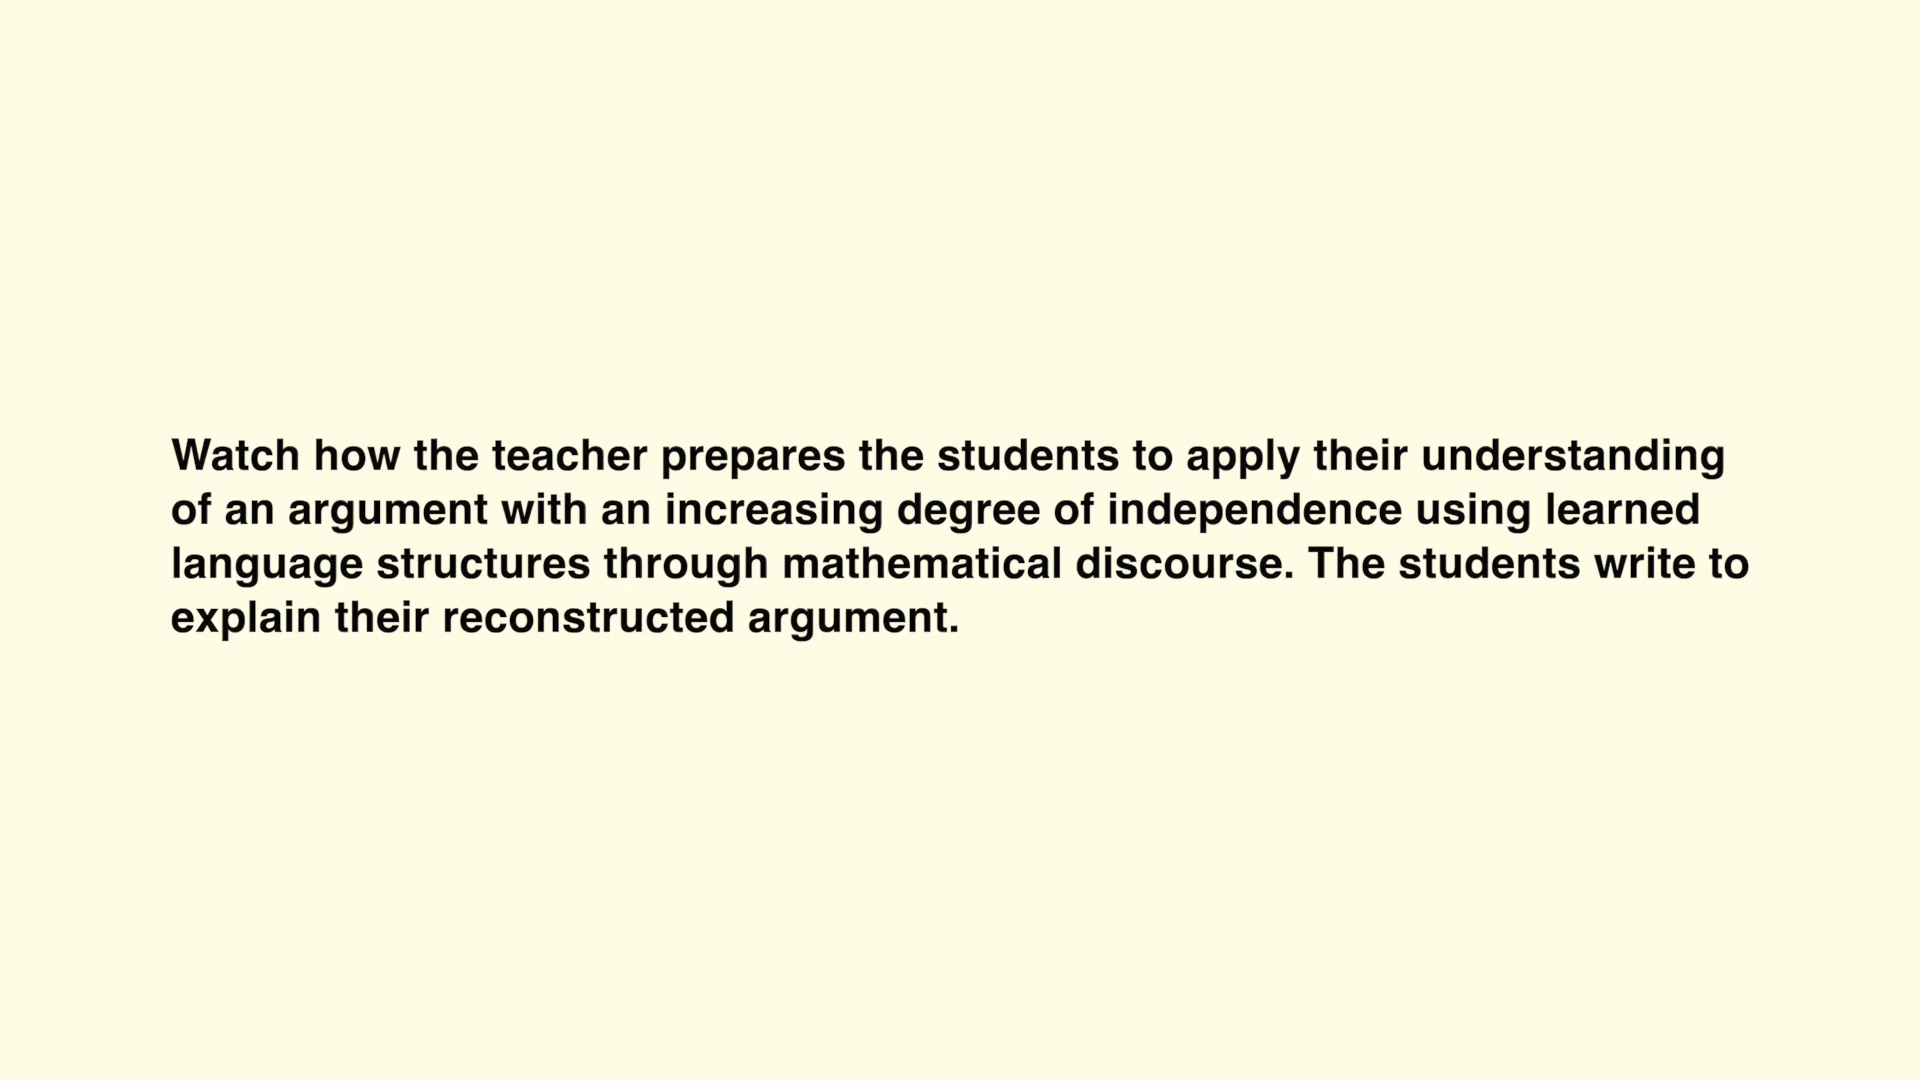 Watch how the teacher prepares the students to apply their understanding
of an argument with an increasing degree of independence using learned
language structures through mathematical discourse. The students write to
explain their reconstructed argument.